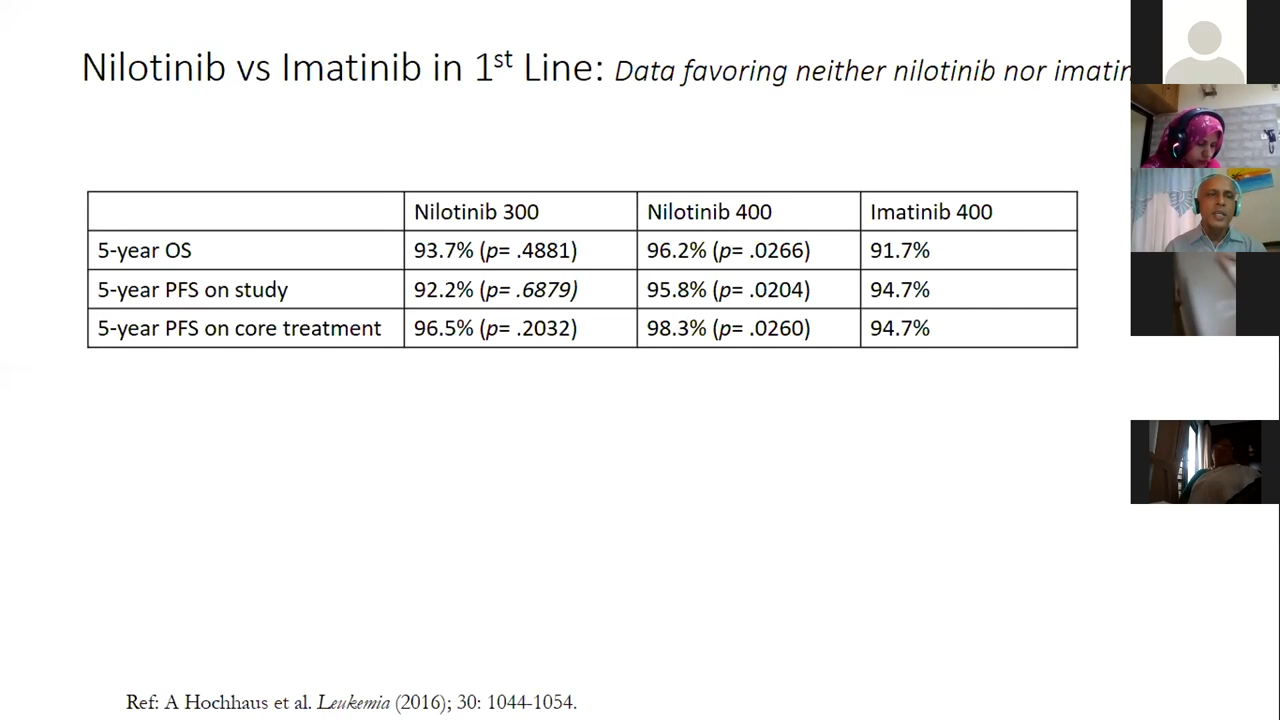 Nilotinib vs Imatinib in 1st Line: Data favoring neither nilotinib nor imatin
Nilotinib 300 Nilotinib 400 Imatinib 400
5-year OS 93.7% (p= .4881) 96.2% (p= .0266) 91.7%
5-year PFS on study 92.2% (p= .6879) 95.8% (p= .0204) 94.7%
5-year PFS on core treatment 96.5% (p= .2032) 98.3% (p= .0260) 94.7%
Ref: A Hochhaus et al. Leukemia (2016); 30: 1044-1054.